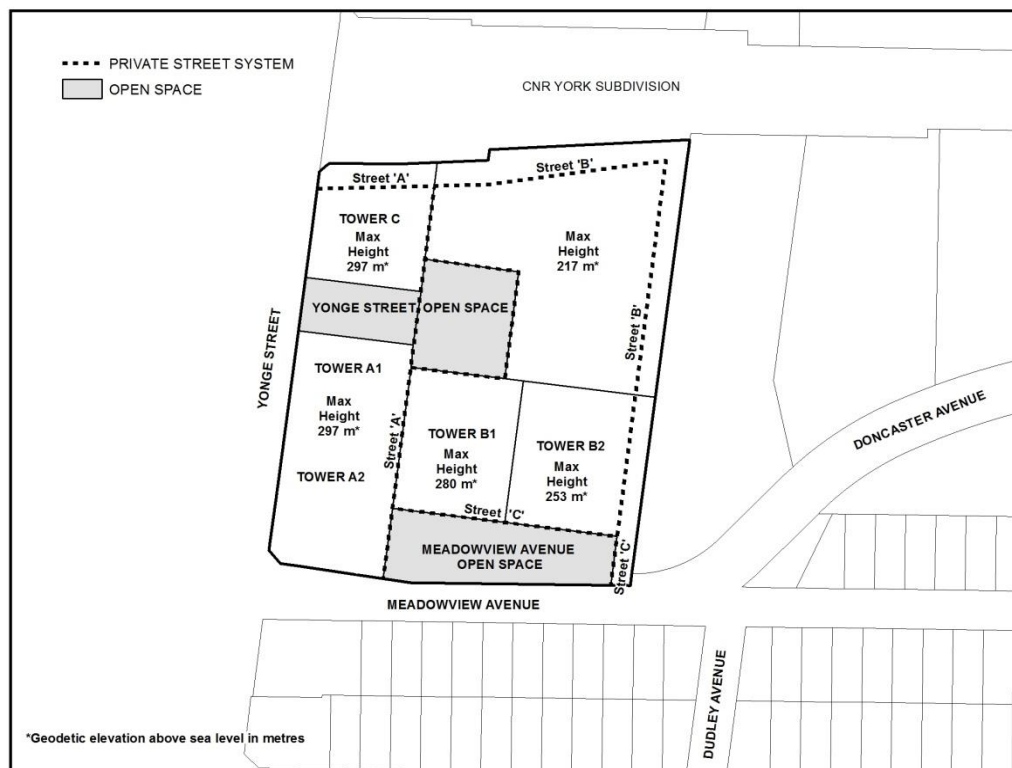 PRIVATE STREET SYSTEM
OPEN SPACE
CNR YORK SUBDIVISION
Street 'A'
Street 'B'
TOWER C
Max
Height
297 m*
Max
Height
217 m*
YONGE STREET OPEN SPACE
Street 'B'
YONGE STREET
TOWER A1
Max
Height
297 m*
TOWER A2
Street 'A'
TOWER B1
Max
Height
280 m*
TOWER B2
Max
Height
253 m*
DONCASTER AVENUE
Street 'C'
MEADOWVIEW AVENUE
OPEN SPACE
Street 'C'
MEADOWVIEW AVENUE
DUDLEY AVENUE
*Geodetic elevation above sea level in metres